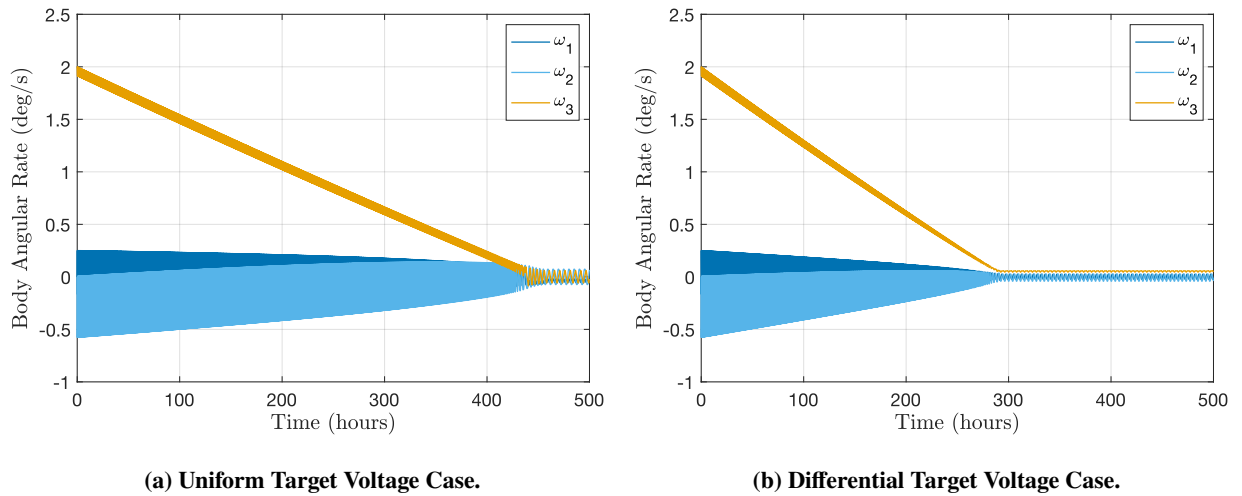 2.5
2
1.5
1
0.5
0
-0.5
-1
Body Angular Rate (deg/s)
ω1
ω2
ω3
0 100 200 300 400 500
Time (hours)
(a) Uniform Target Voltage Case.
2.5
2
1.5
1
0.5
0
-0.5
-1
Body Angular Rate (deg/s)
ω1
ω2
ω3
0 100 200 300 400 500
Time (hours)
(b) Differential Target Voltage Case.